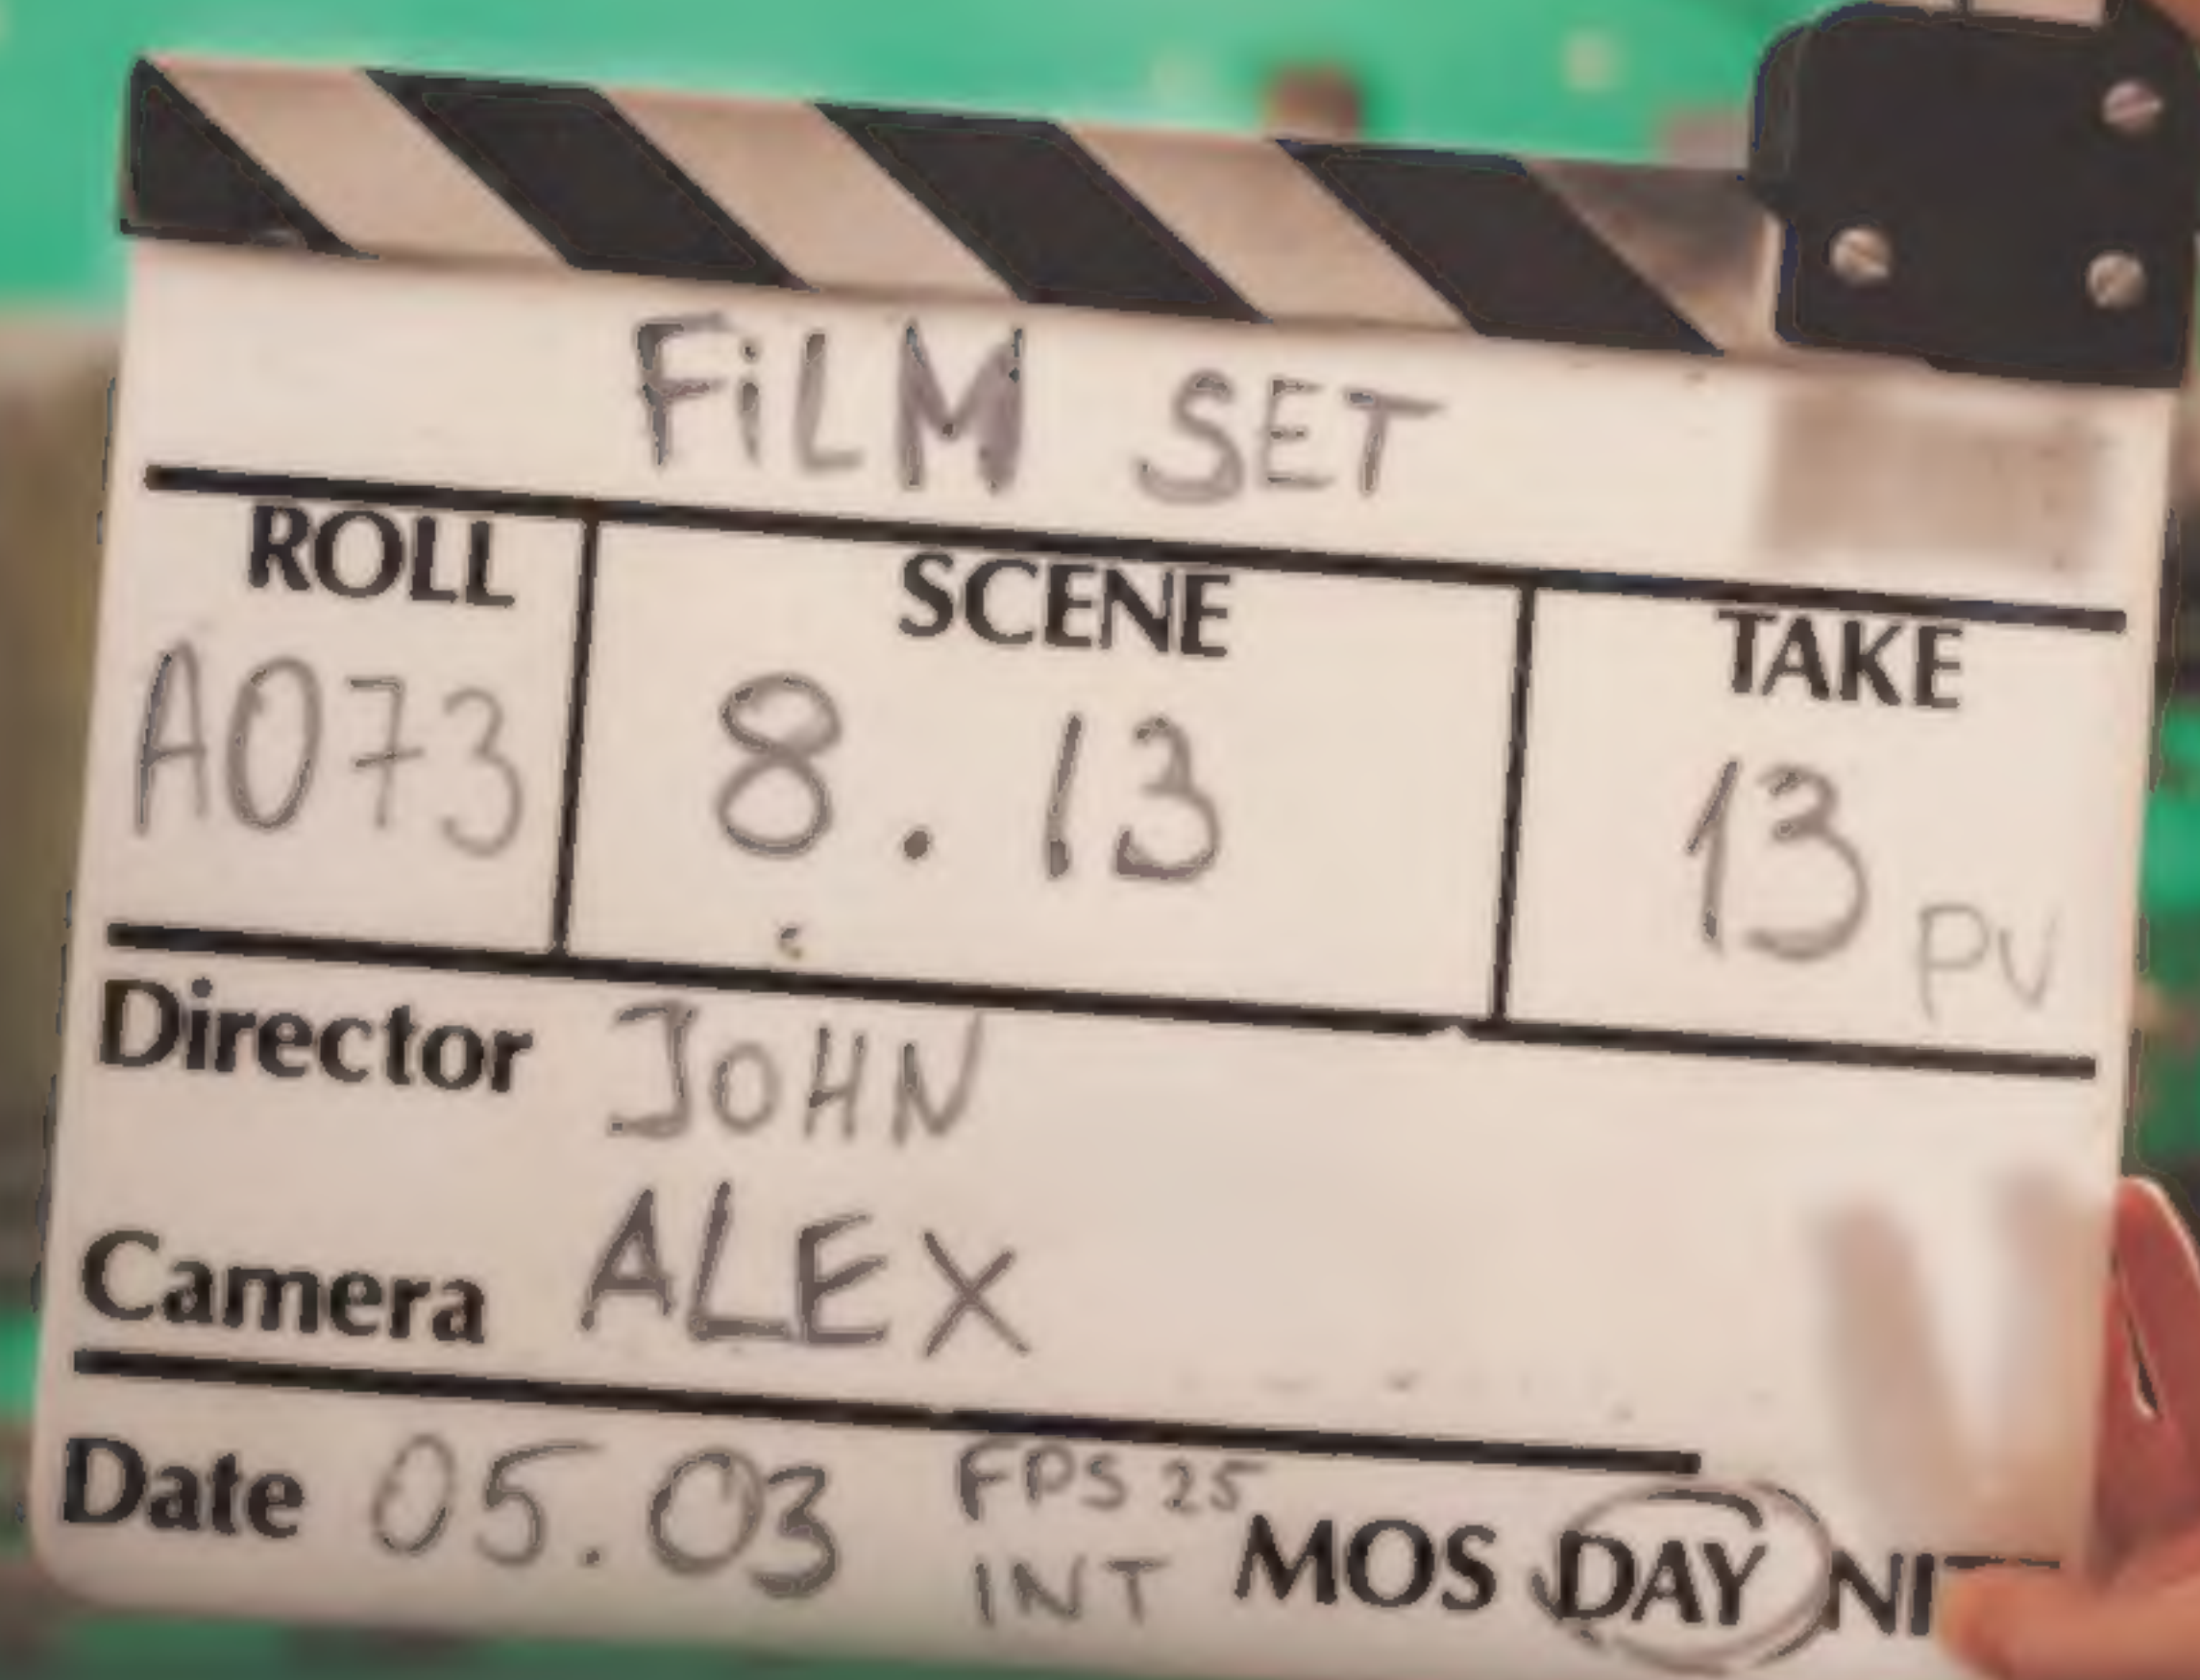 FiLM SET
ROLL SCENE TAKE
A073 8. 13 13 PV
Director JOHN
Camera ALEX
Date 05.03 FPS 25
INT MOS DAY NIT